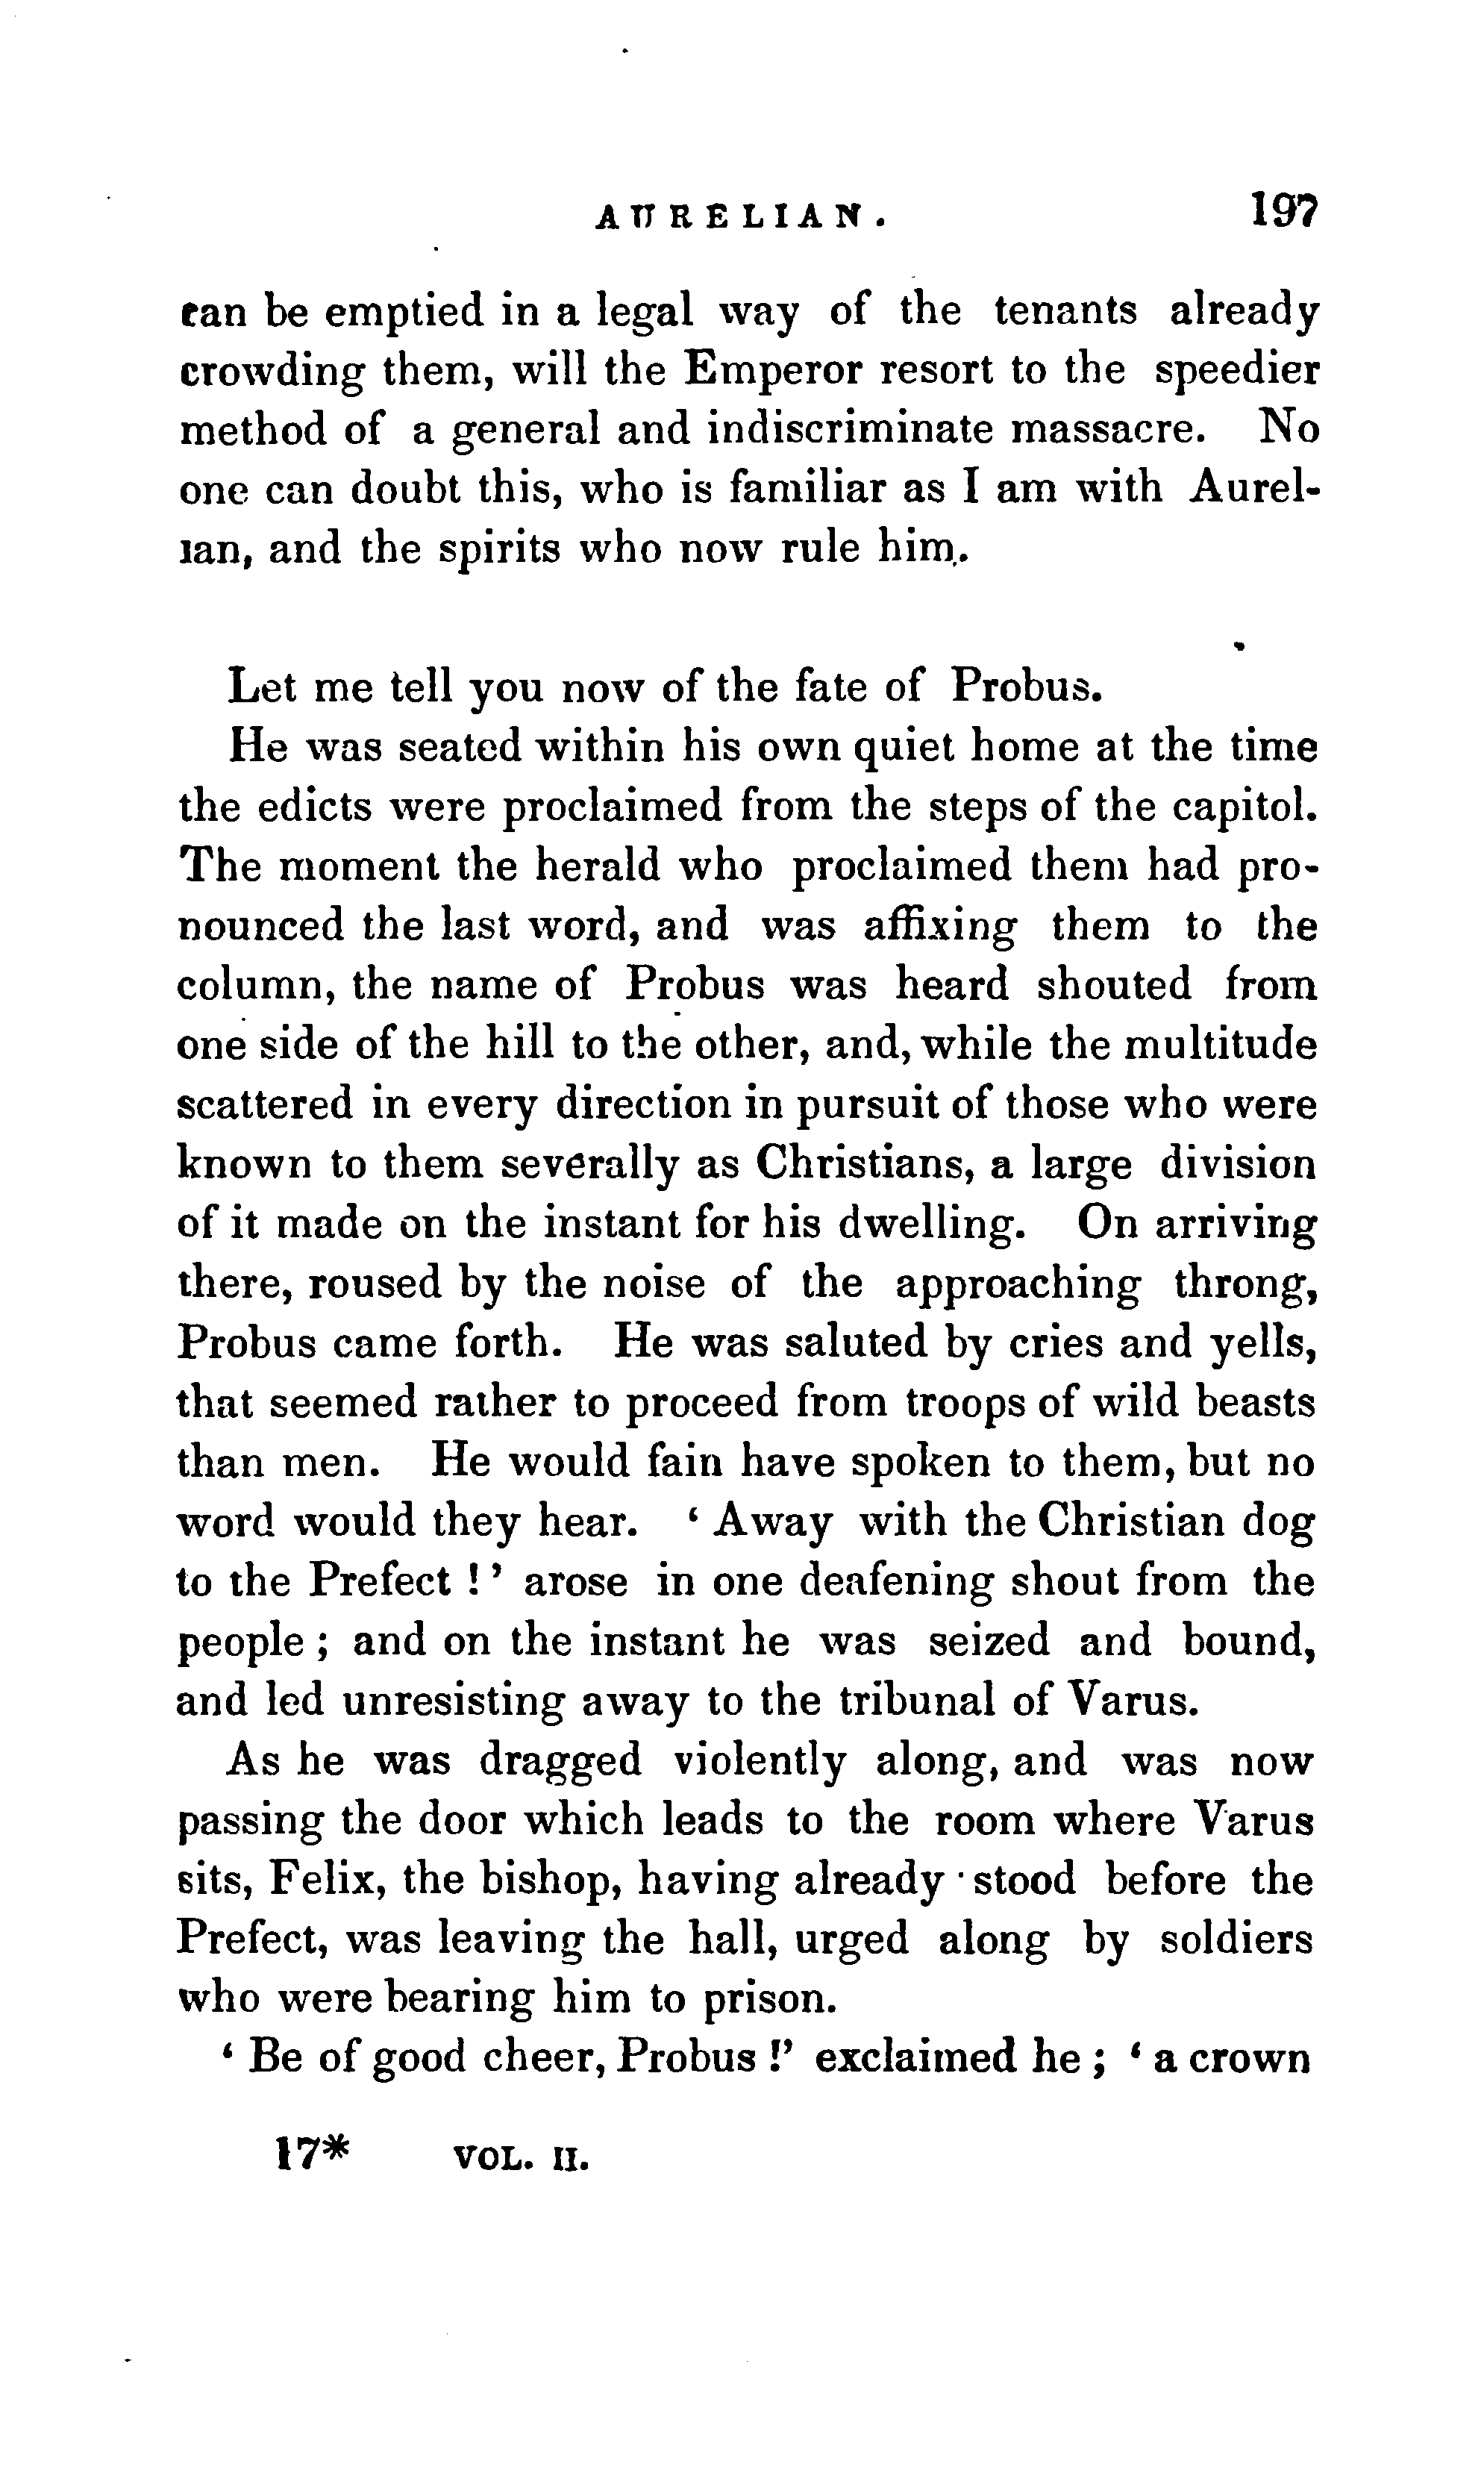 AURELIAN. 197
can be emptied in a legal way of the tenants already
crowding them, will the Emperor resort to the speedier
method of a general and indiscriminate massacre. No
one can doubt this, who is familiar as I am with Aurel-
ian, and the spirits who now rule him.
Let me tell you now of the fate of Probus.
He was seated within his own quiet home at the time
the edicts were proclaimed from the steps of the capitol.
The moment the herald who proclaimed them had pro-
nounced the last word, and was affixing them to the
column, the name of Probus was heard shouted from
one side of the hill to the other, and, while the multitude
scattered in every direction in pursuit of those who were
known to them severally as Christians, a large division
of it made on the instant for his dwelling. On arriving
there, roused by the noise of the approaching throng,
Probus came forth. He was saluted by cries and yells,
that seemed rather to proceed from troops of wild beasts
than men. He would fain have spoken to them, but no
word would they hear. ‘ Away with the Christian dog
to the Prefect ! ’ arose in one deafening shout from the
people ; and on the instant he was seized and bound,
and led unresisting away to the tribunal of Varus.
As he was dragged violently along, and was now
passing the door which leads to the room where Varus
sits, Felix, the bishop, having already stood before the
Prefect, was leaving the hall, urged along by soldiers
who were bearing him to prison.
‘ Be of good cheer, Probus !’ exclaimed he ; ‘ a crown
17* VOL. II.